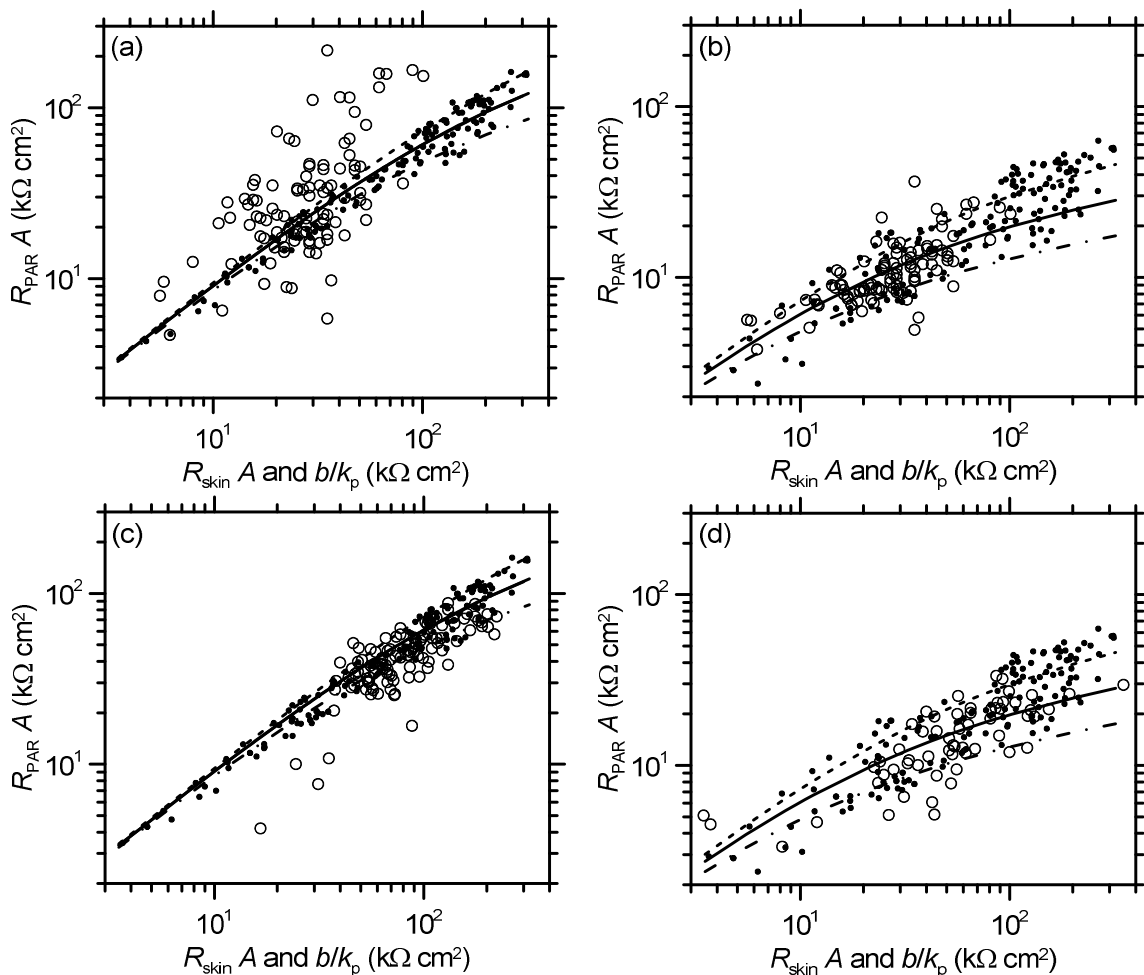 (a)
10²
10¹
R_PAR A (kΩ cm²)
10¹ 10²
R_skin A and b/k_p (kΩ cm²)
(b)
10²
10¹
R_PAR A (kΩ cm²)
10¹ 10²
R_skin A and b/k_p (kΩ cm²)
(c)
10²
10¹
R_PAR A (kΩ cm²)
10¹ 10²
R_skin A and b/k_p (kΩ cm²)
(d)
10²
10¹
R_PAR A (kΩ cm²)
10¹ 10²
R_skin A and b/k_p (kΩ cm²)